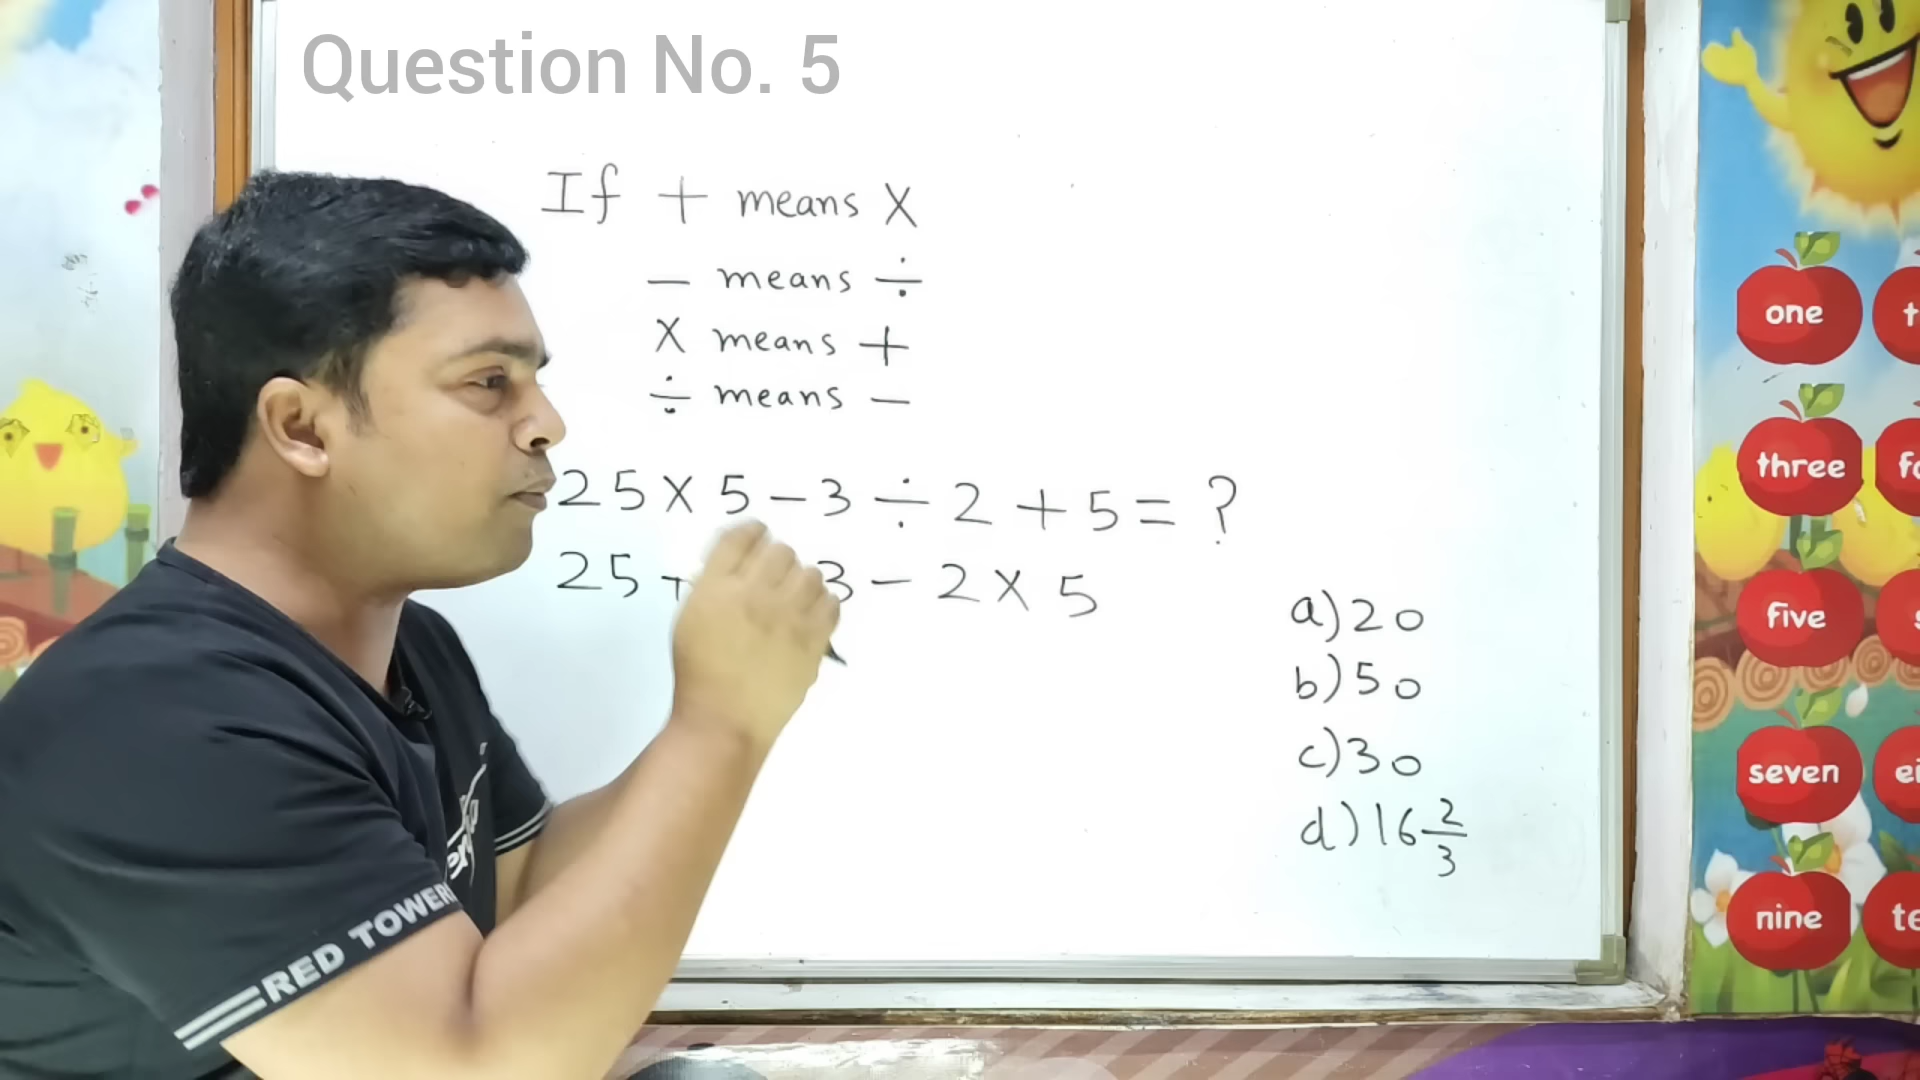 Question No. 5
If + means X
— means ÷
X means +
÷ means —
25 X 5 - 3 ÷ 2 + 5 = ?
25 + 3 - 2 X 5
a) 20
b) 50
c) 30
d) 16 2/3
RED TOWER
one
three
five
seven
nine